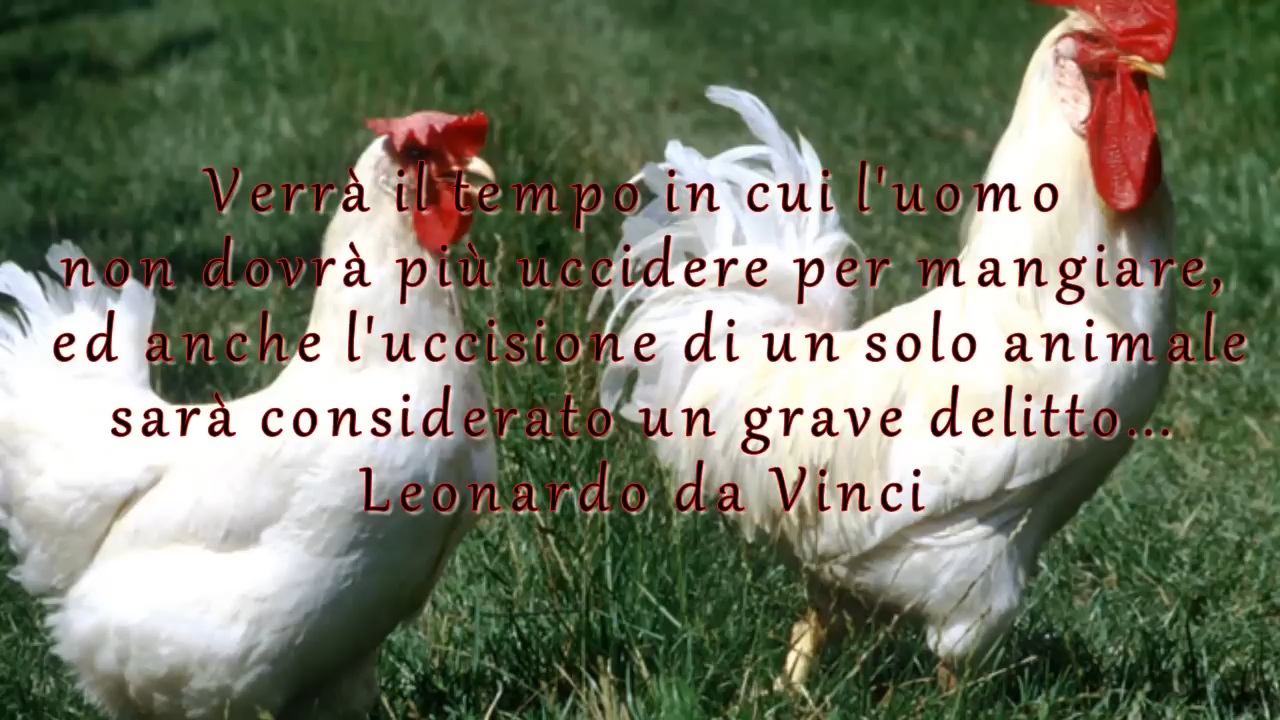 Verrà il tempo in cui l'uomo
non dovrà più uccidere per mangiare,
ed anche l'uccisione di un solo animale
sarà considerato un grave delitto...
Leonardo da Vinci